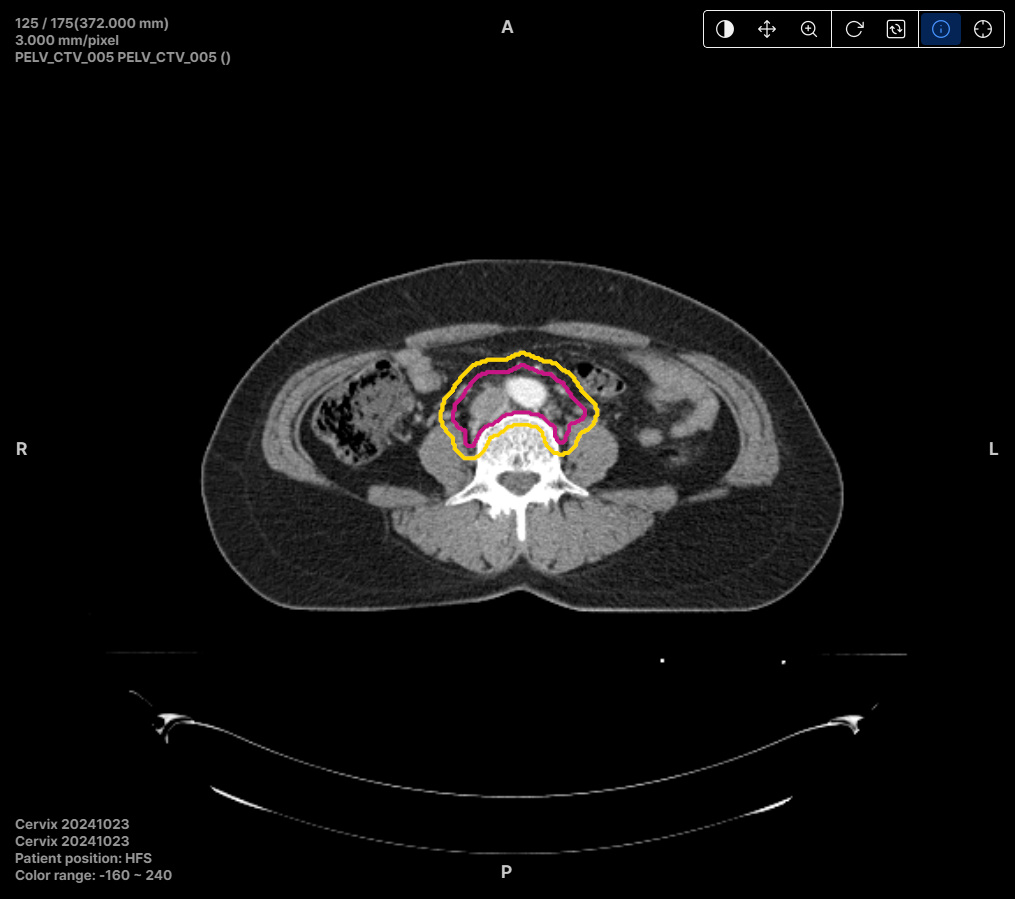 125 / 175(372.000 mm)
3.000 mm/pixel
PELV_CTV_005 PELV_CTV_005 ()
A
R
L
Cervix 20241023
Cervix 20241023
Patient position: HFS
Color range: -160 ~ 240
P